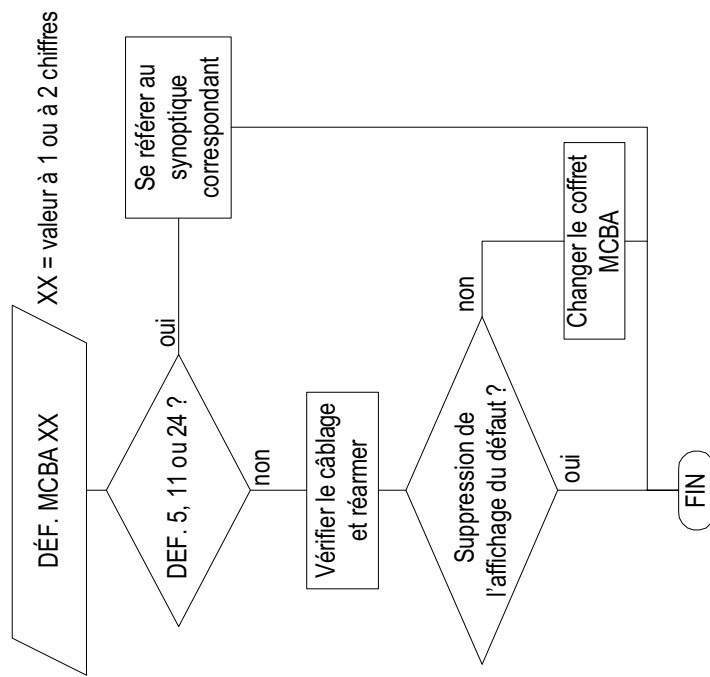 DÉF. MCBA XX
XX = valeur à 1 ou à 2 chiffres
DEF. 5, 11 ou 24 ?
oui
Se référer au
synoptique
correspondant
non
Vérifier le câblage
et réarmer
Suppression de
l'affichage du défaut ?
non
Changer le coffret
MCBA
oui
FIN